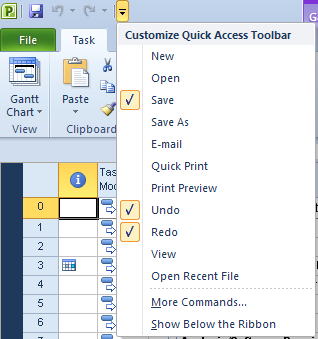 P
Customize Quick Access Toolbar
File
Task
New
Open
Save
Save As
E-mail
Quick Print
Print Preview
Undo
Redo
View
Open Recent File
More Commands...
Show Below the Ribbon
Gantt
Chart
Paste
View
Clipboard
Tas
Moc
0
1
2
3
4
5
6